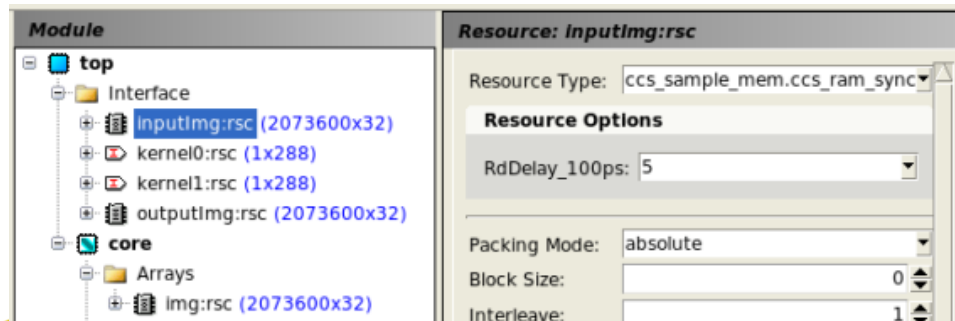 Module
top
Interface
inputImg:rsc (2073600x32)
kernel0:rsc (1x288)
kernel1:rsc (1x288)
outputImg:rsc (2073600x32)
core
Arrays
img:rsc (2073600x32)
Resource: inputImg:rsc
Resource Type: ccs_sample_mem.ccs_ram_sync
Resource Options
RdDelay_100ps: 5
Packing Mode: absolute
Block Size: 0
Interleave: 1